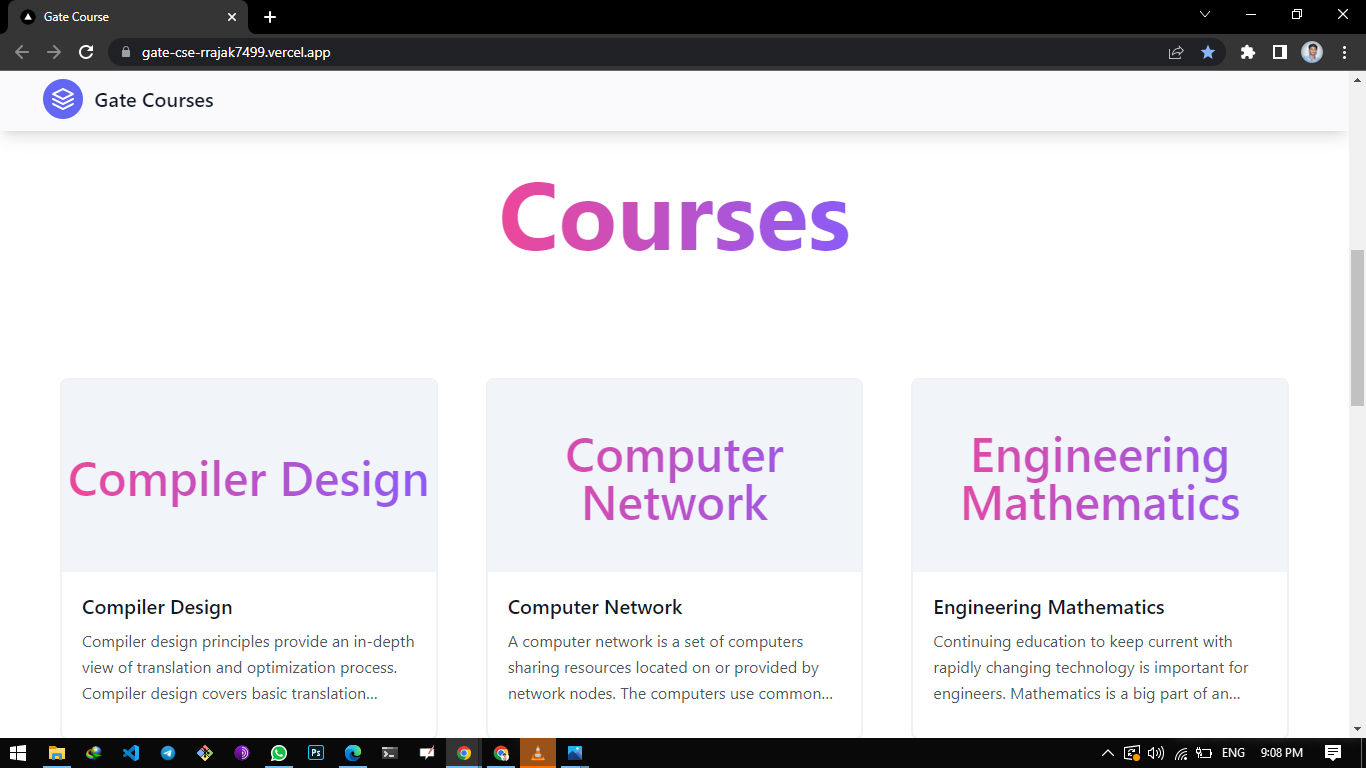 Gate Course
gate-cse-rrajak7499.vercel.app
Gate Courses
Courses
Compiler Design
Computer
Network
Engineering
Mathematics
Compiler Design
Compiler design principles provide an in-depth
view of translation and optimization process.
Compiler design covers basic translation...
Computer Network
A computer network is a set of computers
sharing resources located on or provided by
network nodes. The computers use common...
Engineering Mathematics
Continuing education to keep current with
rapidly changing technology is important for
engineers. Mathematics is a big part of an...
Ps
ENG
9:08 PM